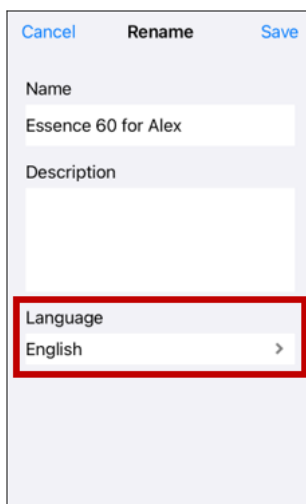 Cancel Rename Save
Name
Essence 60 for Alex
Description
Language
English >